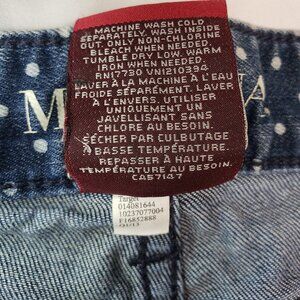 MACHINE WASH COLD
SEPARATELY. WASH INSIDE
OUT. ONLY NON-CHLORINE
BLEACH WHEN NEEDED.
TUMBLE DRY LOW. WARM
IRON WHEN NEEDED.
RN17730 VN1210394
LAVER À LA MACHINE À L'EAU
FROIDE SÉPARÉMENT. LAVER
À L'ENVERS. UTILISER
UNIQUEMENT UN
JAVELLISANT SANS
CHLORE AU BESOIN.
SÉCHER PAR CULBUTAGE
À BASSE TEMPÉRATURE.
REPASSER À HAUTE
TEMPÉRATURE AU BESOIN.
CA57147
M
A
Target
014081644
10237077004
F16852888